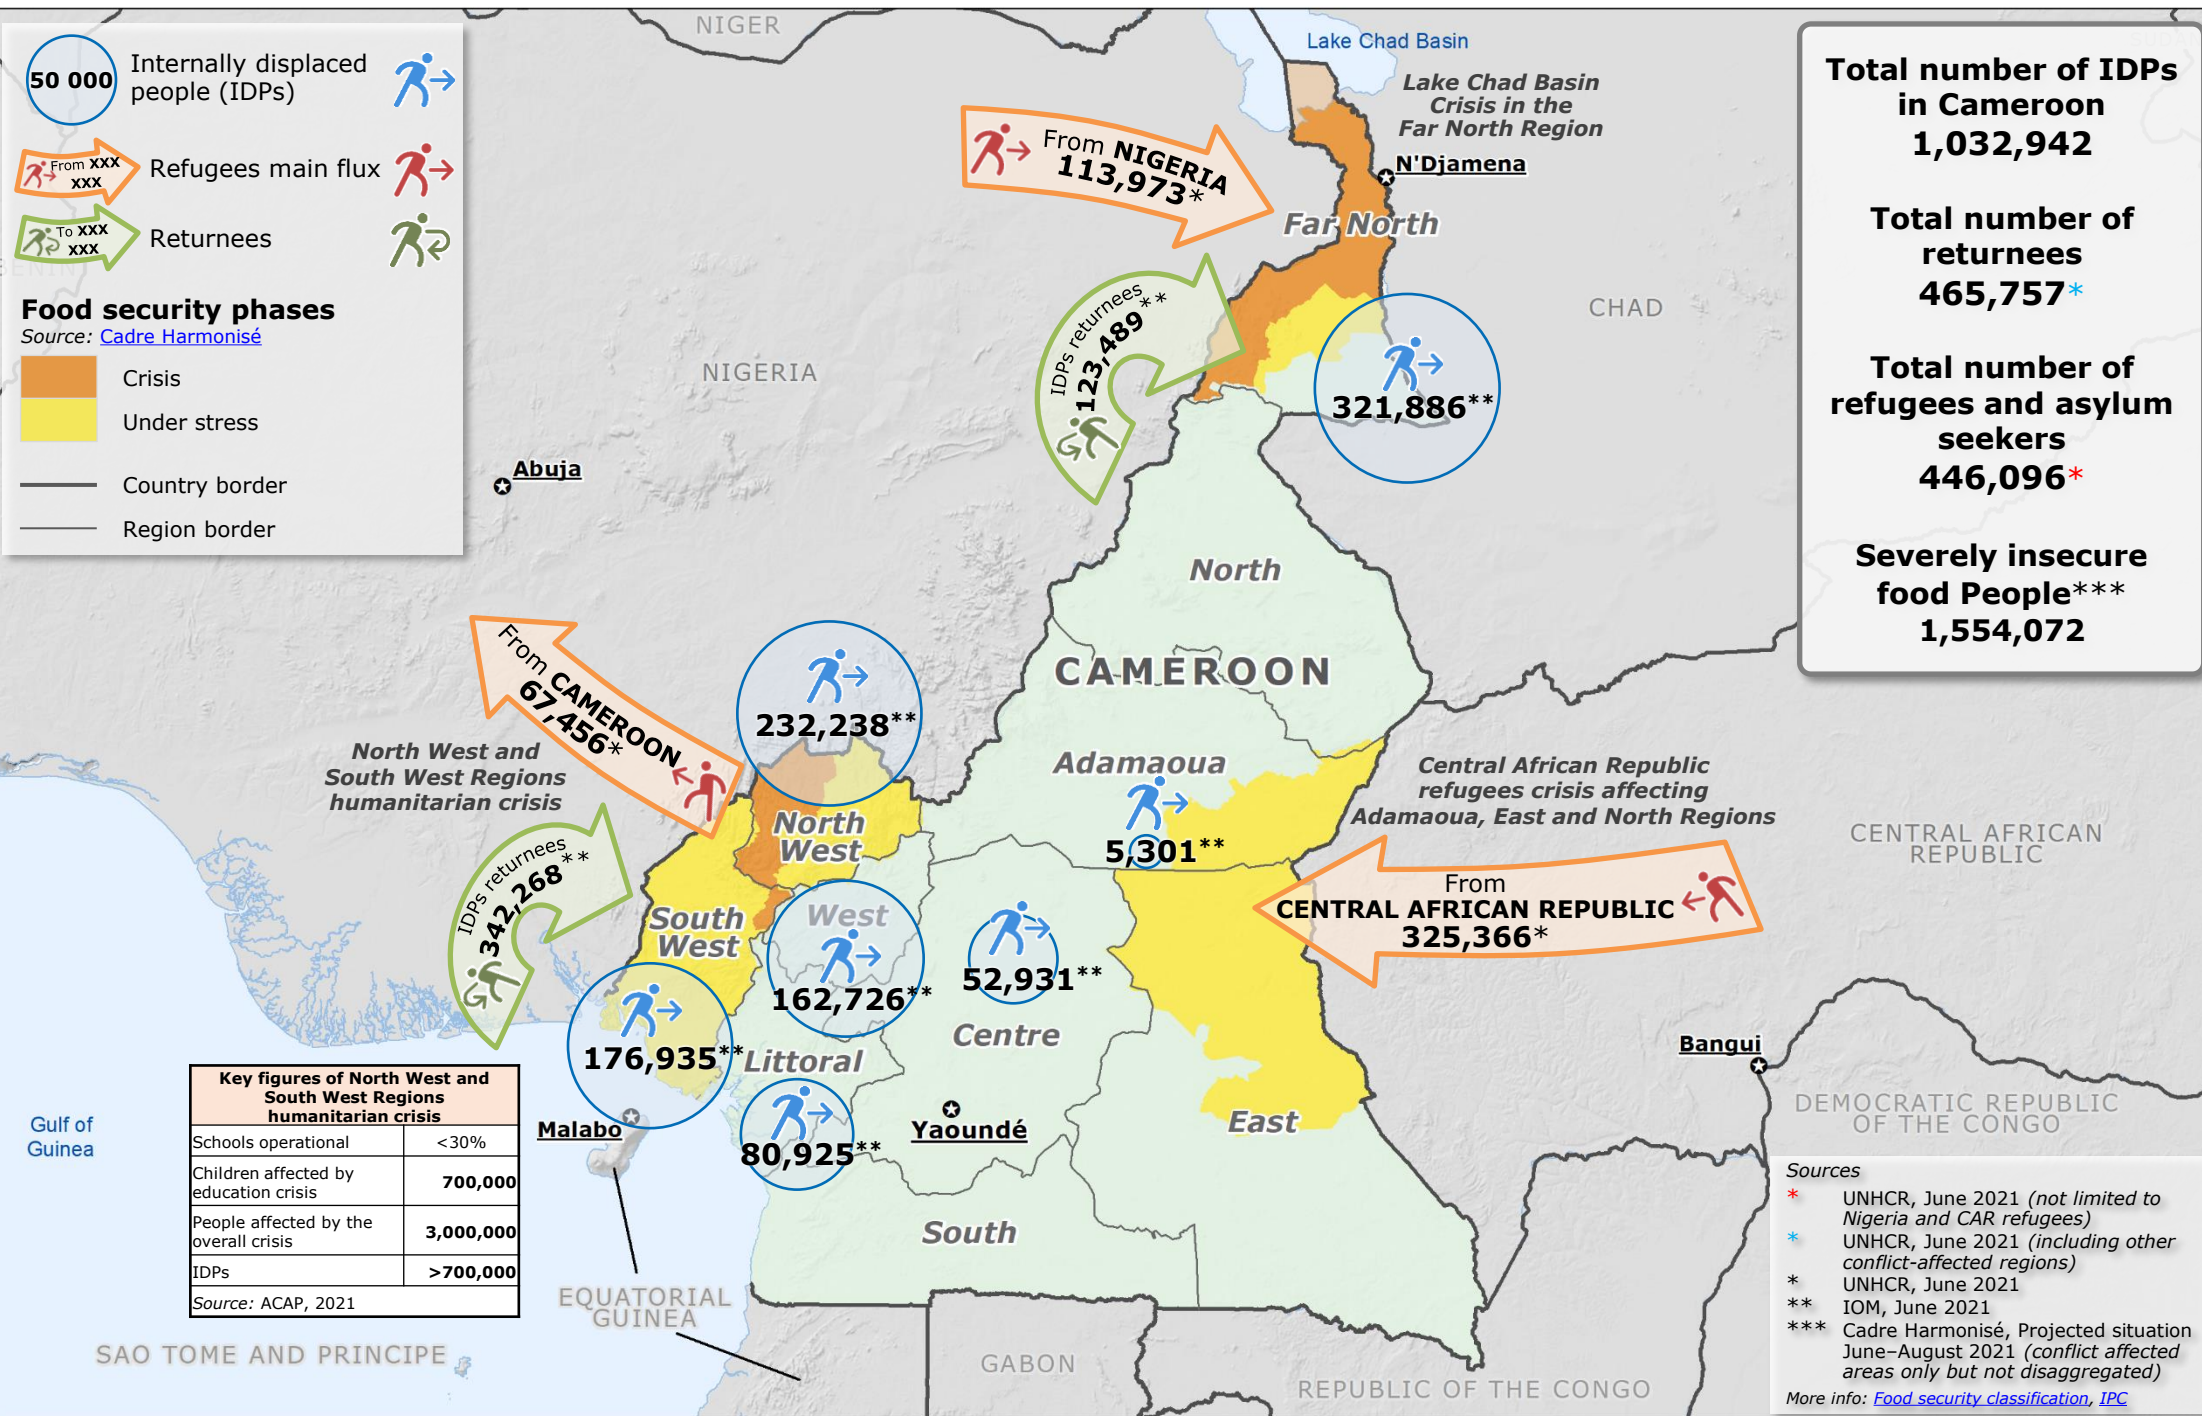 50 000
Internally displaced
people (IDPs)
From XXX
XXX
Refugees main flux
To XXX
XXX
Returnees
Food security phases
Source: Cadre Harmonisé
Crisis
Under stress
Country border
Region border
NIGER
Lake Chad Basin
Lake Chad Basin
Crisis in the
Far North Region
N'Djamena
From NIGERIA
113,973*
Far North
CHAD
IDPs returnees
123,489**
321,886**
NIGERIA
Abuja
North
CAMEROON
From CAMEROON
67,456*
232,238**
North West and
South West Regions
humanitarian crisis
Adamaoua
5,301**
Central African Republic
refugees crisis affecting
Adamaoua, East and North Regions
CENTRAL AFRICAN
REPUBLIC
North
West
IDPs returnees
342,268**
South
West
West
162,726**
52,931**
From
CENTRAL AFRICAN REPUBLIC
325,366*
Centre
176,935**
Littoral
80,925**
Malabo
Yaoundé
East
Bangui
DEMOCRATIC REPUBLIC
OF THE CONGO
South
Gulf of
Guinea
EQUATORIAL
GUINEA
SAO TOME AND PRINCIPE
GABON
REPUBLIC OF THE CONGO
Key figures of North West and
South West Regions
humanitarian crisis
Schools operational <30%
Children affected by
education crisis 700,000
People affected by the
overall crisis 3,000,000
IDPs >700,000
Source: ACAP, 2021
Total number of IDPs
in Cameroon
1,032,942
Total number of
returnees
465,757*
Total number of
refugees and asylum
seekers
446,096*
Severely insecure
food People***
1,554,072
Sources
* UNHCR, June 2021 (not limited to
Nigeria and CAR refugees)
* UNHCR, June 2021 (including other
conflict-affected regions)
* UNHCR, June 2021
** IOM, June 2021
*** Cadre Harmonisé, Projected situation
June–August 2021 (conflict affected
areas only but not disaggregated)
More info: Food security classification, IPC